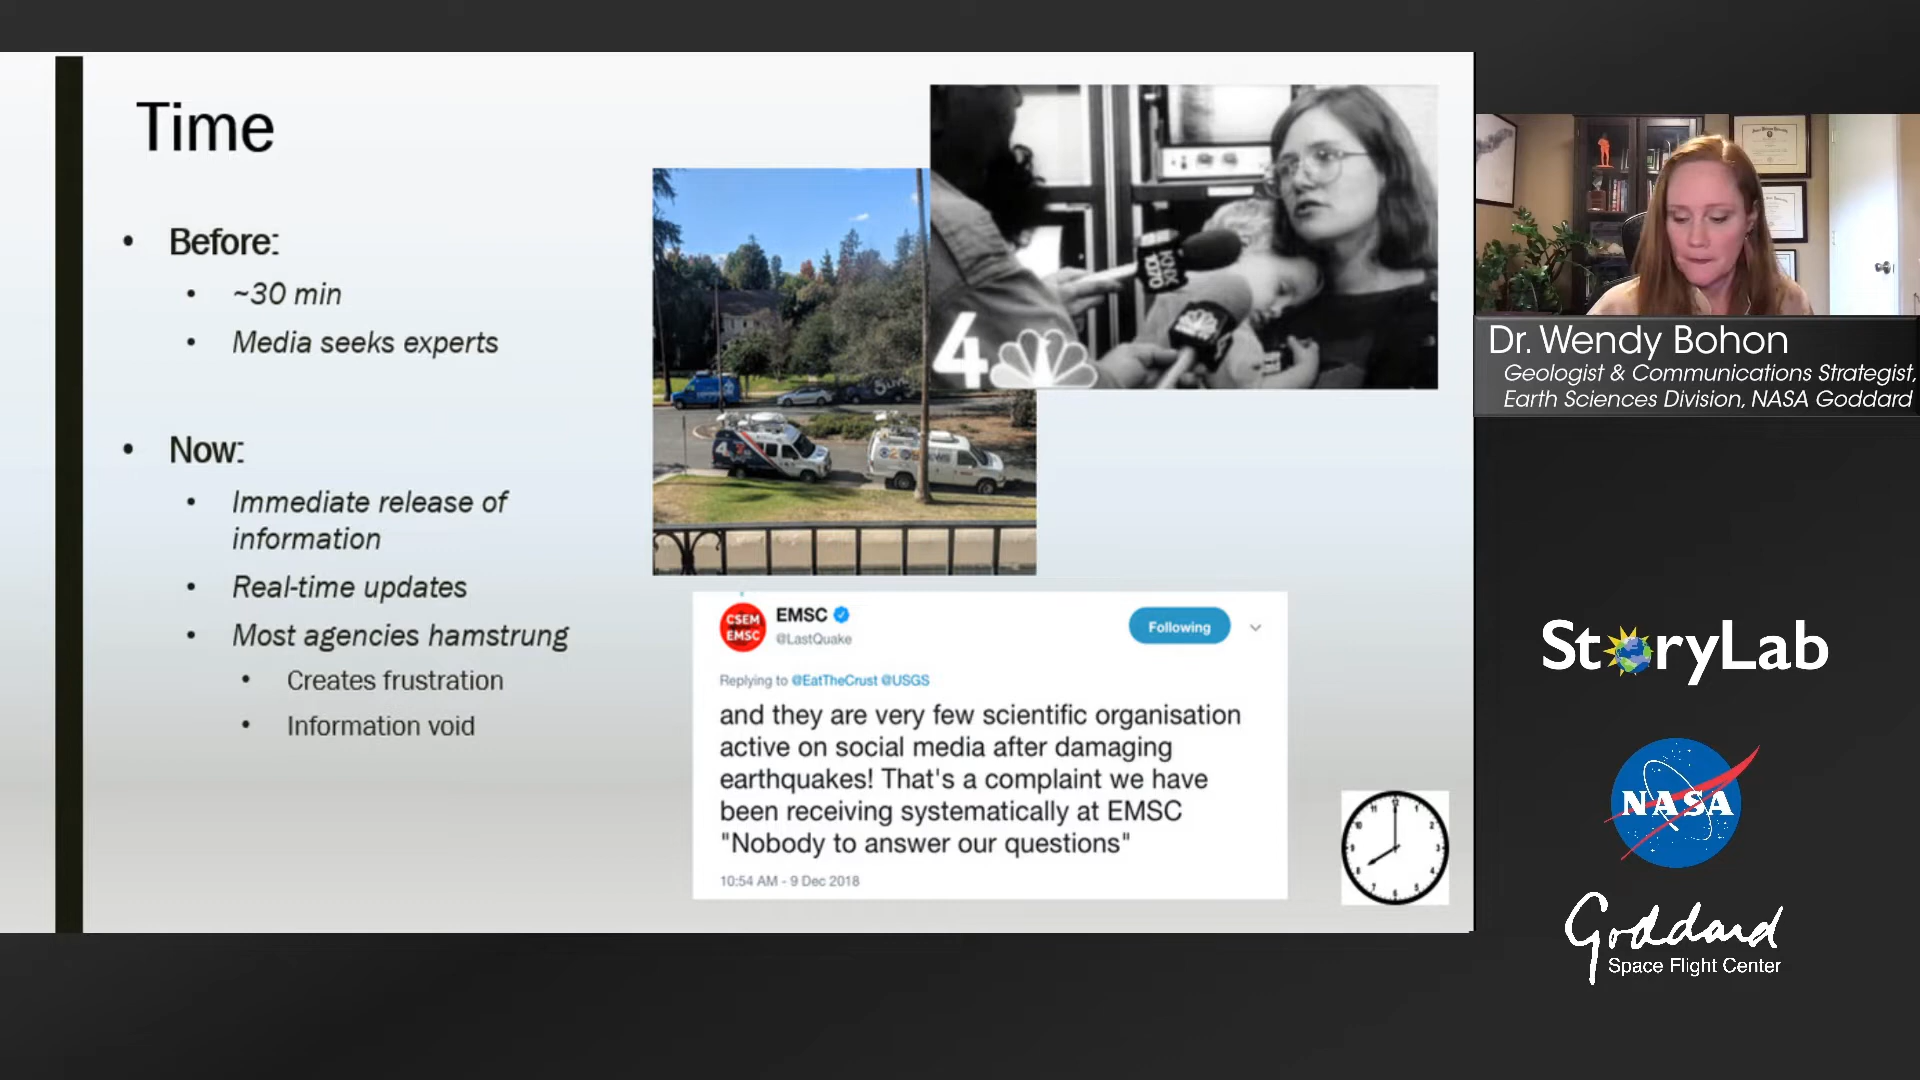 Time
• Before:
• ~30 min
• Media seeks experts
• Now:
• Immediate release of
information
• Real-time updates
• Most agencies hamstrung
• Creates frustration
• Information void
KNX
1070
4
4
CSEM
EMSC
EMSC
@LastQuake
Following
Replying to @EatTheCrust @USGS
and they are very few scientific organisation
active on social media after damaging
earthquakes! That's a complaint we have
been receiving systematically at EMSC
"Nobody to answer our questions"
10:54 AM - 9 Dec 2018
Dr. Wendy Bohon
Geologist & Communications Strategist,
Earth Sciences Division, NASA Goddard
StoryLab
NASA
Goddard
Space Flight Center